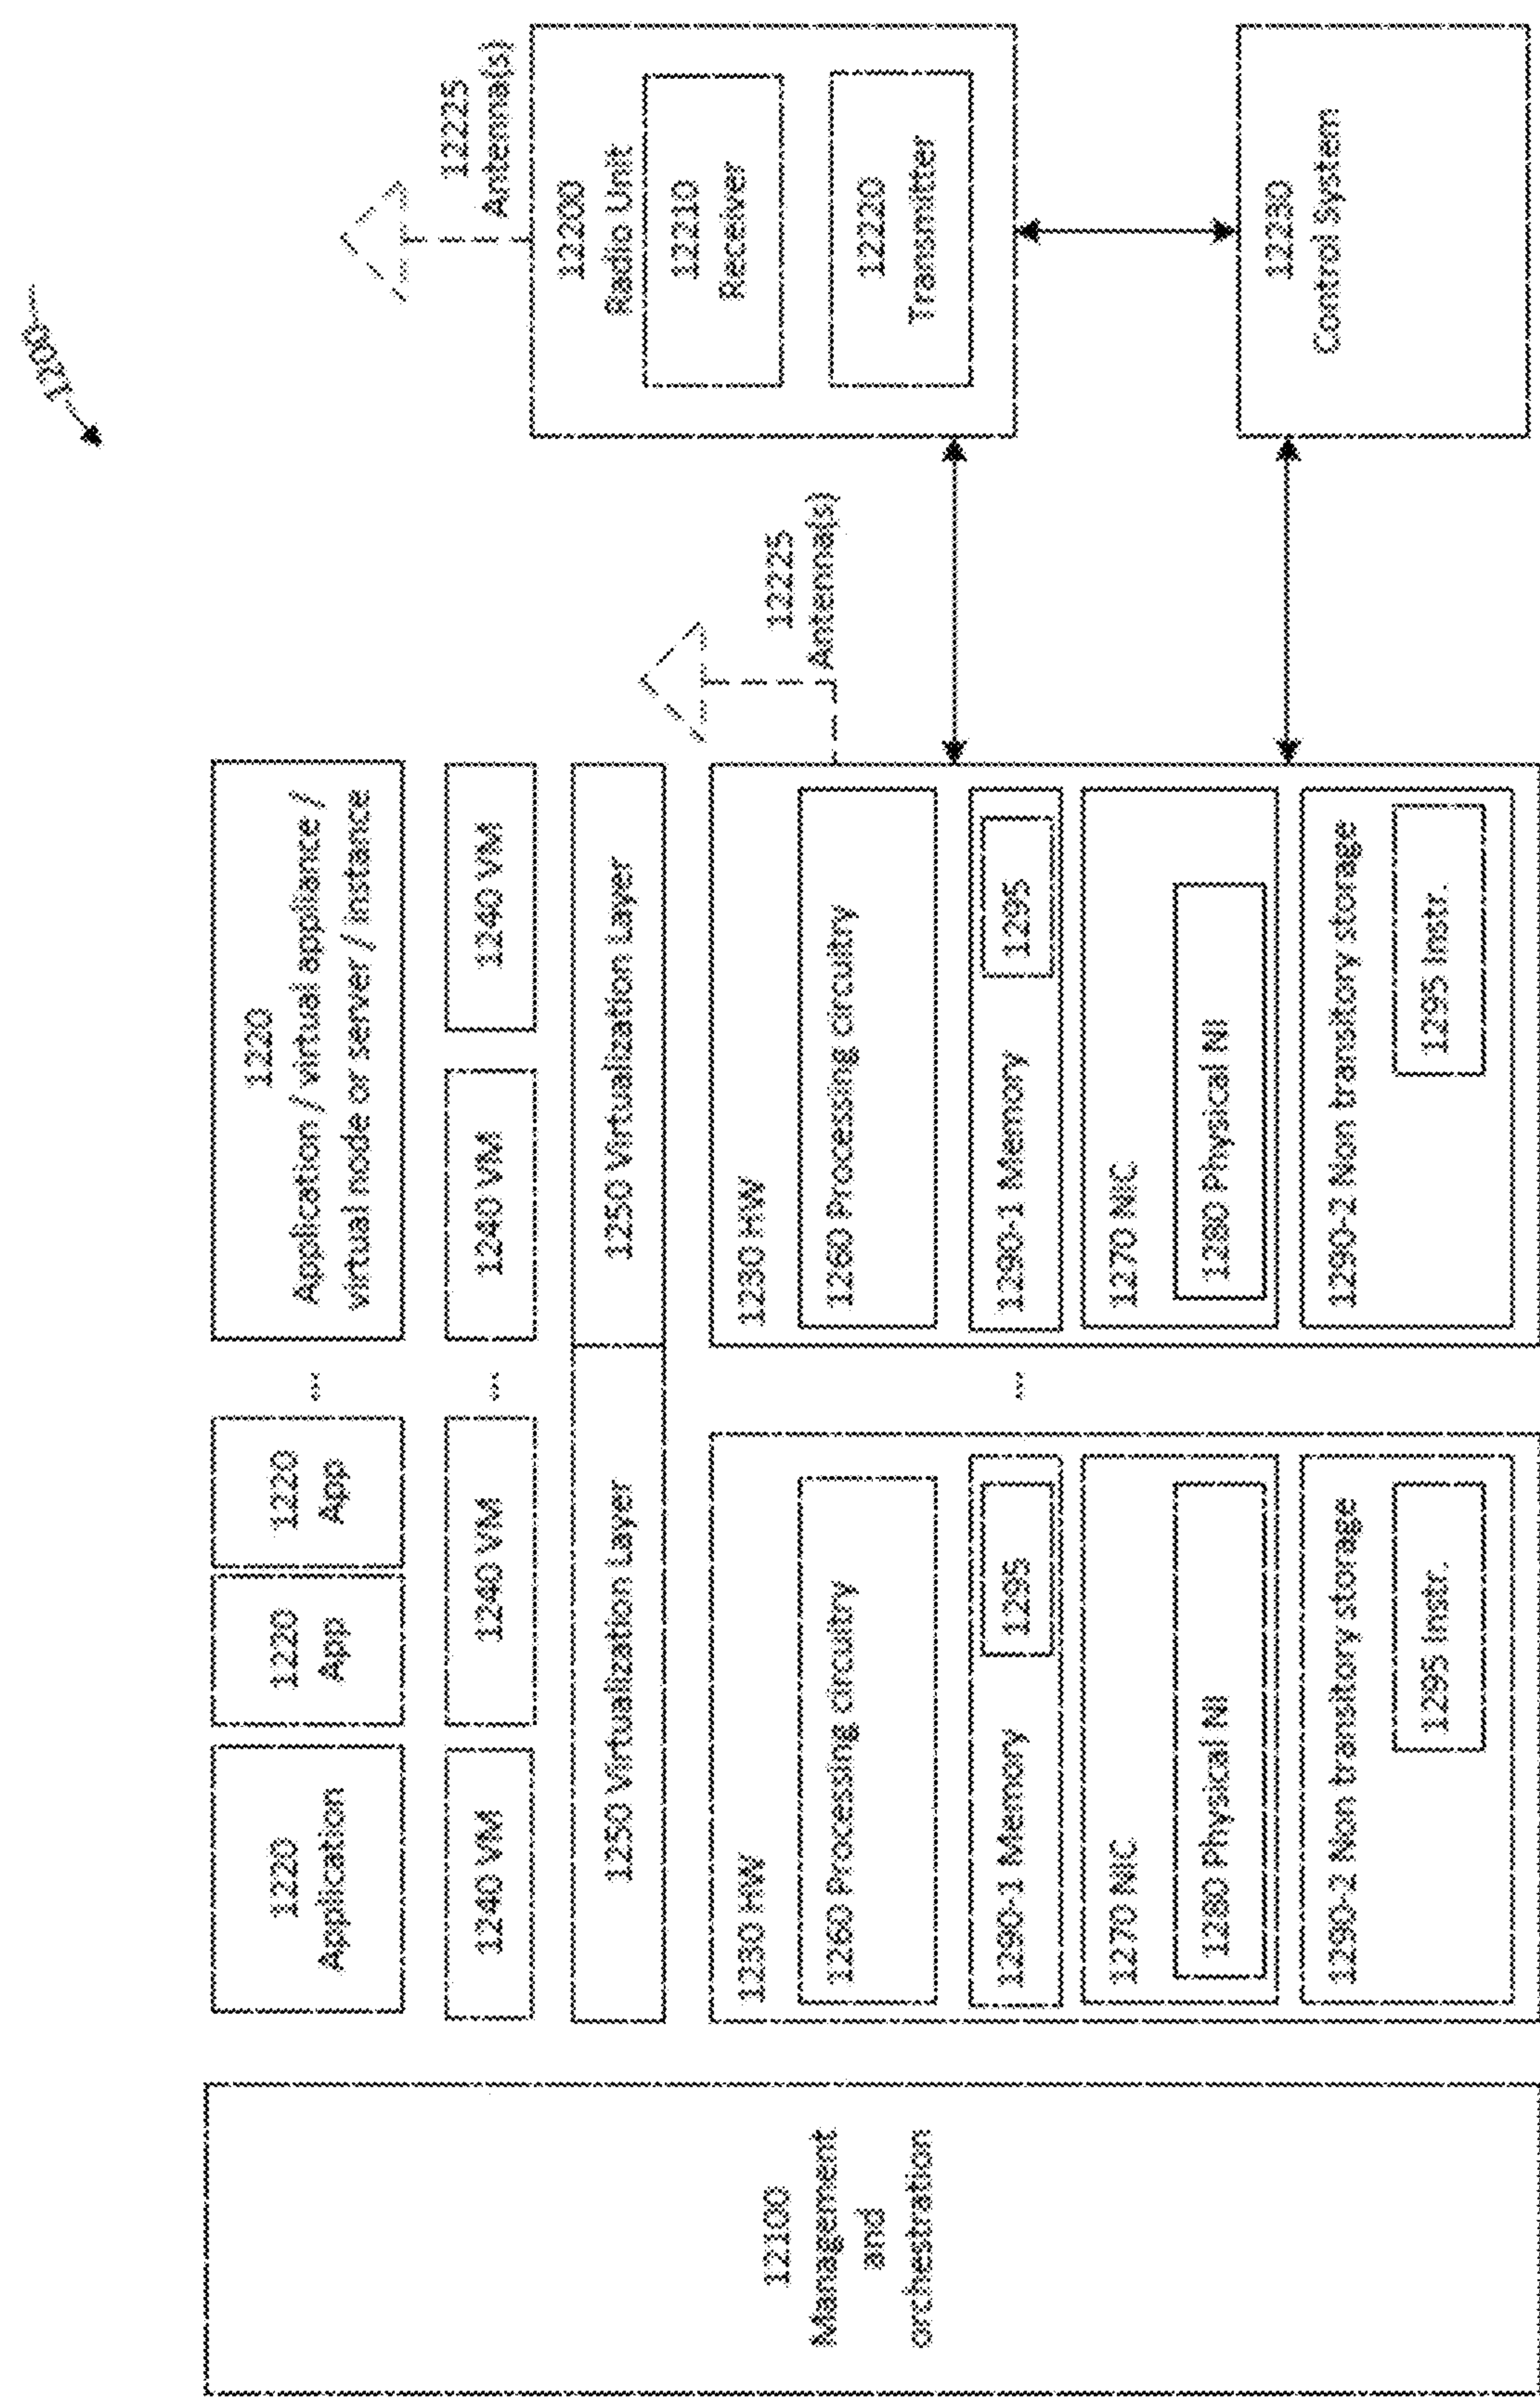 1200
12100
Management
and
orchestration
1220
Application
1220
App
1220
App
...
1220
Application / virtual appliance /
virtual node or server / instance
1240 VM
1240 VM
...
1240 VM
1240 VM
1250 Virtualization Layer
1250 Virtualization Layer
1230 HW
1260 Processing circuitry
1290-1 Memory
1295
1270 NIC
1280 Physical NI
1290-2 Non transitory storage
1295 Instr.
...
1230 HW
1260 Processing circuitry
1290-1 Memory
1295
1270 NIC
1280 Physical NI
1290-2 Non transitory storage
1295 Instr.
12225
Antenna(s)
12225
Antenna(s)
12200
Radio Unit
12210
Receiver
12220
Transmitter
12230
Control System